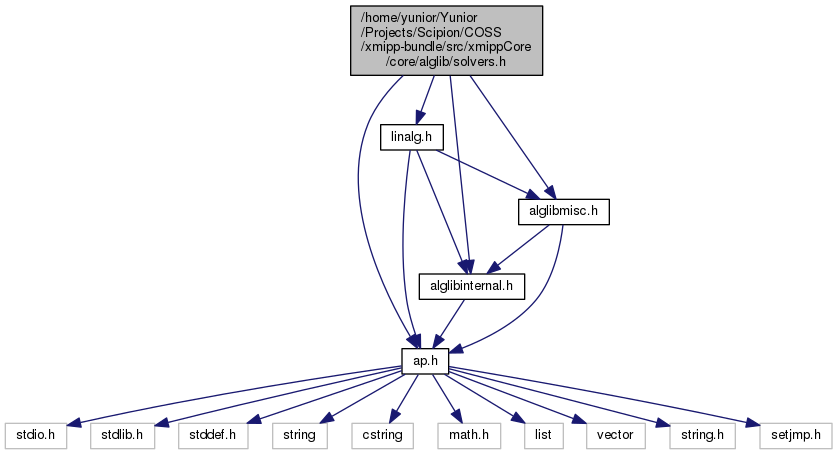 /home/yunior/Yunior
/Projects/Scipion/COSS
/xmipp-bundle/src/xmippCore
/core/alglib/solvers.h
linalg.h
alglibmisc.h
alglibinternal.h
ap.h
stdio.h
stdlib.h
stddef.h
string
cstring
math.h
list
vector
string.h
setjmp.h